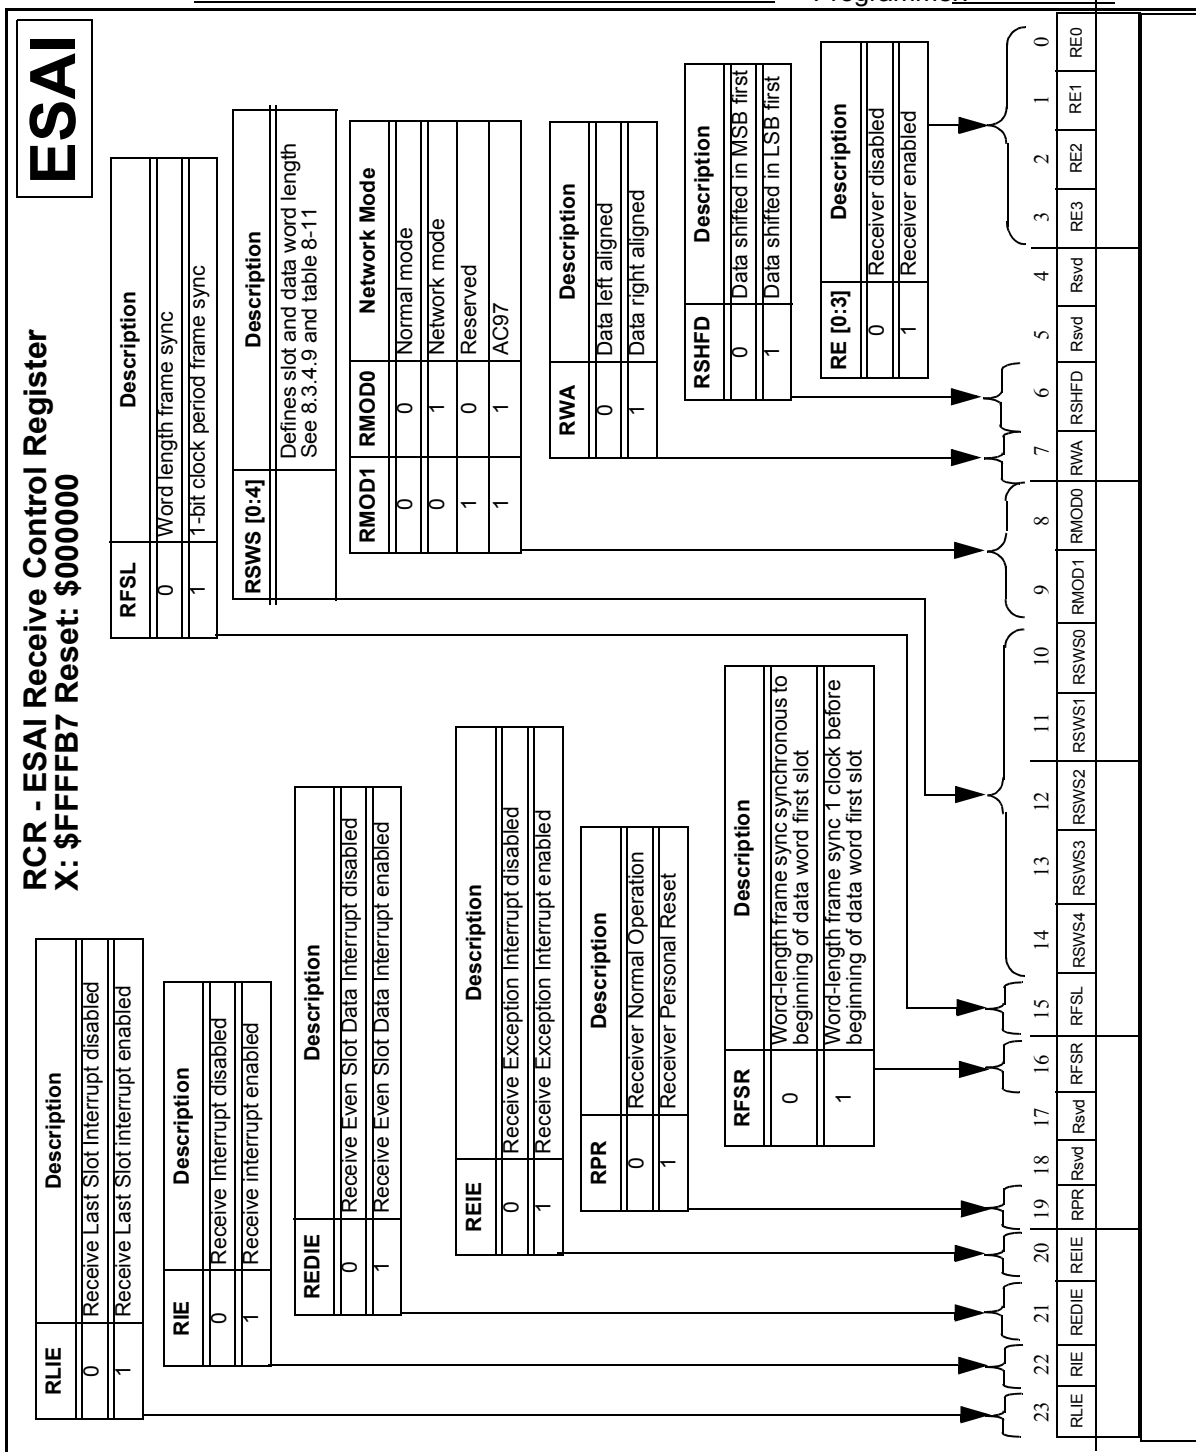 Programmer:
ESAI
RCR - ESAI Receive Control Register
X: $FFFFB7 Reset: $000000
RLIE Description
0 Receive Last Slot Interrupt disabled
1 Receive Last Slot interrupt enabled
RIE Description
0 Receive Interrupt disabled
1 Receive interrupt enabled
REDIE Description
0 Receive Even Slot Data Interrupt disabled
1 Receive Even Slot Data Interrupt enabled
REIE Description
0 Receive Exception Interrupt disabled
1 Receive Exception Interrupt enabled
RPR Description
0 Receiver Normal Operation
1 Receiver Personal Reset
RFSR Description
0 Word-length frame sync synchronous to
beginning of data word first slot
1 Word-length frame sync 1 clock before
beginning of data word first slot
RFSL Description
0 Word length frame sync
1 1-bit clock period frame sync
RSWS [0:4] Description
Defines slot and data word length
See 8.3.4.9 and table 8-11
RMOD1 RMOD0 Network Mode
0 0 Normal mode
0 1 Network mode
1 0 Reserved
1 1 AC97
RWA Description
0 Data left aligned
1 Data right aligned
RSHFD Description
0 Data shifted in MSB first
1 Data shifted in LSB first
RE [0:3] Description
0 Receiver disabled
1 Receiver enabled
23 22 21 20 19 18 17 16 15 14 13 12 11 10 9 8 7 6 5 4 3 2 1 0
RLIE RIE REDIE REIE RPR Rsvd Rsvd RFSR RFSL RSWS4 RSWS3 RSWS2 RSWS1 RSWS0 RMOD1 RMOD0 RWA RSHFD Rsvd Rsvd RE3 RE2 RE1 RE0